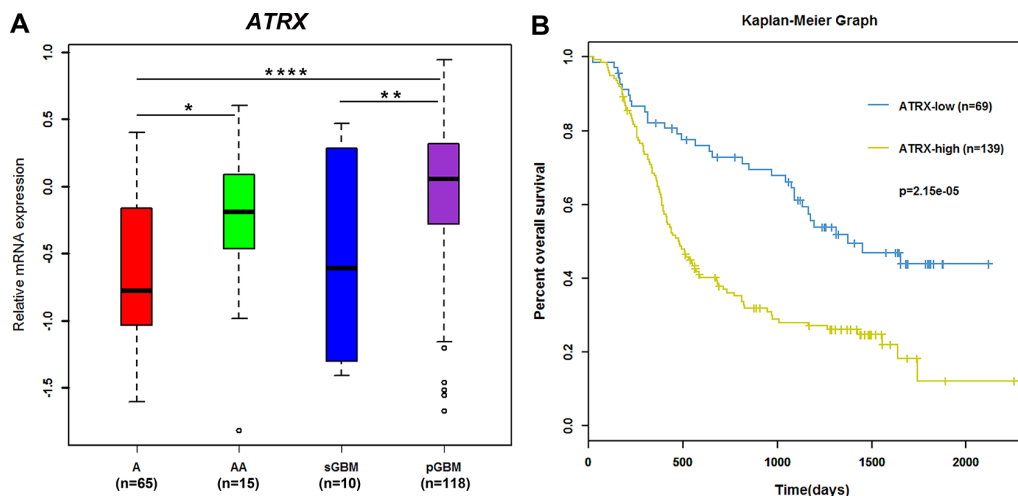 A
ATRX
Relative mRNA expression
1.0
0.5
0.0
-0.5
-1.0
-1.5
****
*
**
A
(n=65)
AA
(n=15)
sGBM
(n=10)
pGBM
(n=118)
B
Kaplan-Meier Graph
Percent overall survival
1.0
0.8
0.6
0.4
0.2
0.0
ATRX-low (n=69)
ATRX-high (n=139)
p=2.15e-05
0
500
1000
1500
2000
Time(days)